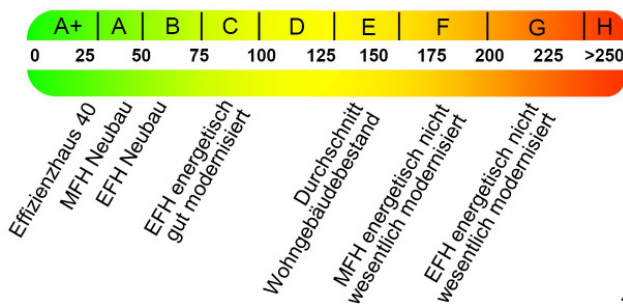 A+ A B C D E F G H
0 25 50 75 100 125 150 175 200 225 >250
Effizienzhaus 40
MFH Neubau
EFH Neubau
EFH energetisch
gut modernisiert
Durchschnitt
Wohngebäudebestand
MFH energetisch nicht
wesentlich modernisiert
EFH energetisch nicht
wesentlich modernisiert